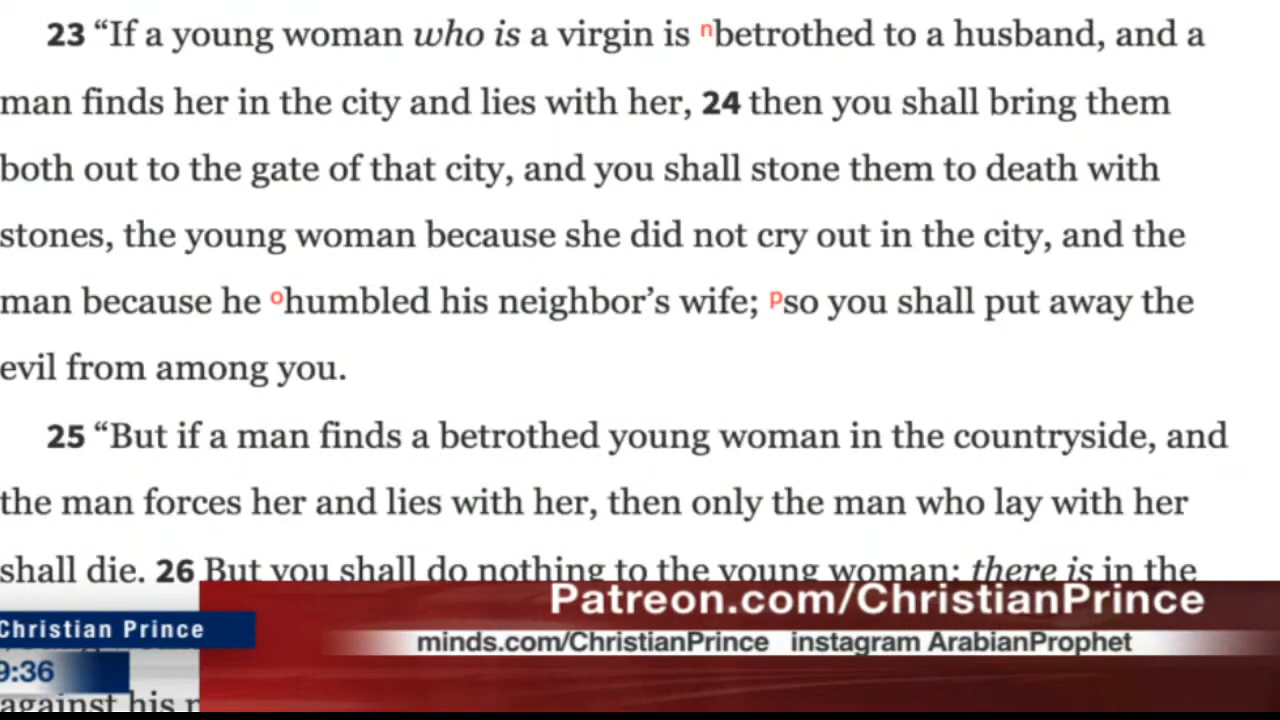 23 “If a young woman who is a virgin is nbetrothed to a husband, and a
man finds her in the city and lies with her, 24 then you shall bring them
both out to the gate of that city, and you shall stone them to death with
stones, the young woman because she did not cry out in the city, and the
man because he ohumbled his neighbor’s wife; pso you shall put away the
evil from among you.
25 “But if a man finds a betrothed young woman in the countryside, and
the man forces her and lies with her, then only the man who lay with her
shall die. 26 But you shall do nothing to the young woman; there is in the
Patreon.com/ChristianPrince
Christian Prince
minds.com/ChristianPrince instagram ArabianProphet
9:36
against his